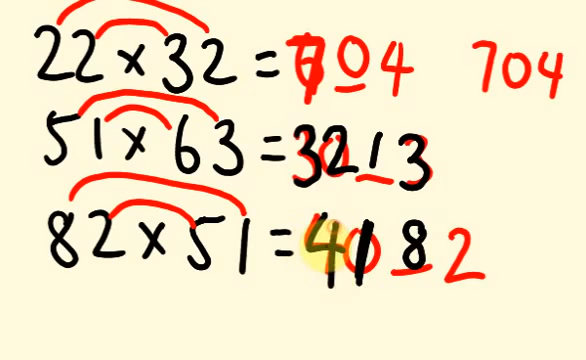 22 x 32 = 704 704
51 x 63 = 3213
82 x 51 = 4182